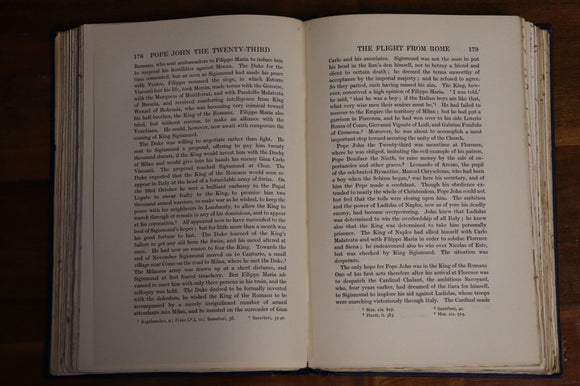 178 POPE JOHN THE TWENTY-THIRD
Romans, who sent ambassadors to Filippo Maria to induce him
to suspend his hostilities against Monza. The Duke for the
time consented, but as soon as Sigismund had made his peace
with Venice, Filippo resumed the siege, in which Estorre
Visconti lost his life, took Monza, made terms with the Genoese,
with the Marquess of Montferrat, and with Pandolfo Malatesta
of Brescia, and received comforting intelligence from Ernest
of Bavaria, who was becoming very inimical toward
his half-brother, the King of the Romans. Filippo Maria also
tried, but without success, to make an alliance with the
Venetians. He could, however, now await with composure the
coming of King Sigismund.
The Duke was willing to negotiate rather than fight. He
sent to Sigismund a proposal, offering to pay him twenty
thousand ducats, if the King would invest him with the Duchy
of Milan and would give into his hands his enemy Gian Carlo
Visconti. The proposal reached Sigismund at Chur. The
Duke expected that the King of the Romans would soon re-
appear in Italy at the head of a formidable army of Swiss. On
the 23rd October he sent a brilliant embassy to the Papal
Legate to swear fealty to the King, to promise him two
thousand armed warriors, to make war as he wished, to keep the
peace with his neighbours in Lombardy, to allow the King to
march through or remain in any of his dominions, and to appear
at his court. All appeared now to have succeeded to the
best of Sigismund's hopes; but for little more than a month was
his good fortune to last. The Duke learned of the King's
failure to get any aid from the Swiss, and his mood altered at
once. He had now no reason to fear the King. Towards the
end of November Sigismund moved on Canturio, a small
village near Como on the road to Milan, where he met the Duke.
The Milanese army was drawn up at a short distance, and
Sigismund at first feared treachery. But Filippo Maria ad-
vanced to meet him with only three persons in his train, and the
colloquy was held. The Duke desired to be formally invested
with the dukedom, he wished the King of the Romans to be
accompanied by a merely insignificant number of armed
attendants into Milan, and he insisted on the surrender of Gian
THE FLIGHT FROM ROME 179
Carlo and his associates. Sigismund was not the man to put
his head in the lion's den himself, nor to betray a friend and
client to certain death; he deemed the terms unworthy of
acceptance by the imperial majesty; and he refused to agree.
So they parted, each having missed his aim. The King, how-
ever, conceived a high opinion of Filippo Maria. "I was told,"
he said, "that he was a boy; if the Italian boys are like that,
what very wise men their seniors must be." He had failed to
recover to the Empire the territory of Milan; but he had put a
garrison in Piacenza, and he had won over to his side Loterio
Rusca of Como, Giovanni Vignate of Lodi, and Gabrino Fondulo
of Cremona. Moreover, he was about to accomplish a most
important step toward securing the unity of the Church.
Pope John the Twenty-third was meantime at Florence,
where he was obliged, imitating the evil example of his patron,
Pope Boniface the Ninth, to raise money by the sale of ex-
pectancies and other graces. Leonardo of Arezzo, the pupil
of the celebrated Byzantine, Manuel Chrysoloras, who had been
a boy when the Schism began, was here his secretary, and of
him the Pope made a confidant. Though his obedience ex-
tended to nearly the whole of Christendom, Pope John could not
but feel that the toils were closing upon him. The ambition
and the power of Ladislas of Naples, now as of yore his deadly
enemy, had become overpowering. John knew that Ladislas
was determined to win the overlordship of all Italy; he knew
also that the King was determined to take him personally
captive. The King of Naples had allied himself with Carlo
Malatesta and with Filippo Maria, in order to subdue Florence
and Siena; he endeavoured also to win over Nicolas of Este,
but was checked by King Sigismund. The situation was
desperate.
The only hope for Pope John was in the King of the Romans
One of his first acts therefore after his arrival at Florence was
to despatch the Cardinal Chalant, the ambitious Savoyard,
who, four years earlier, had dreamed of the tiara for himself,
to Sigismund to implore his aid against Ladislas, whose troops
were marching victoriously through Italy. The Cardinal made